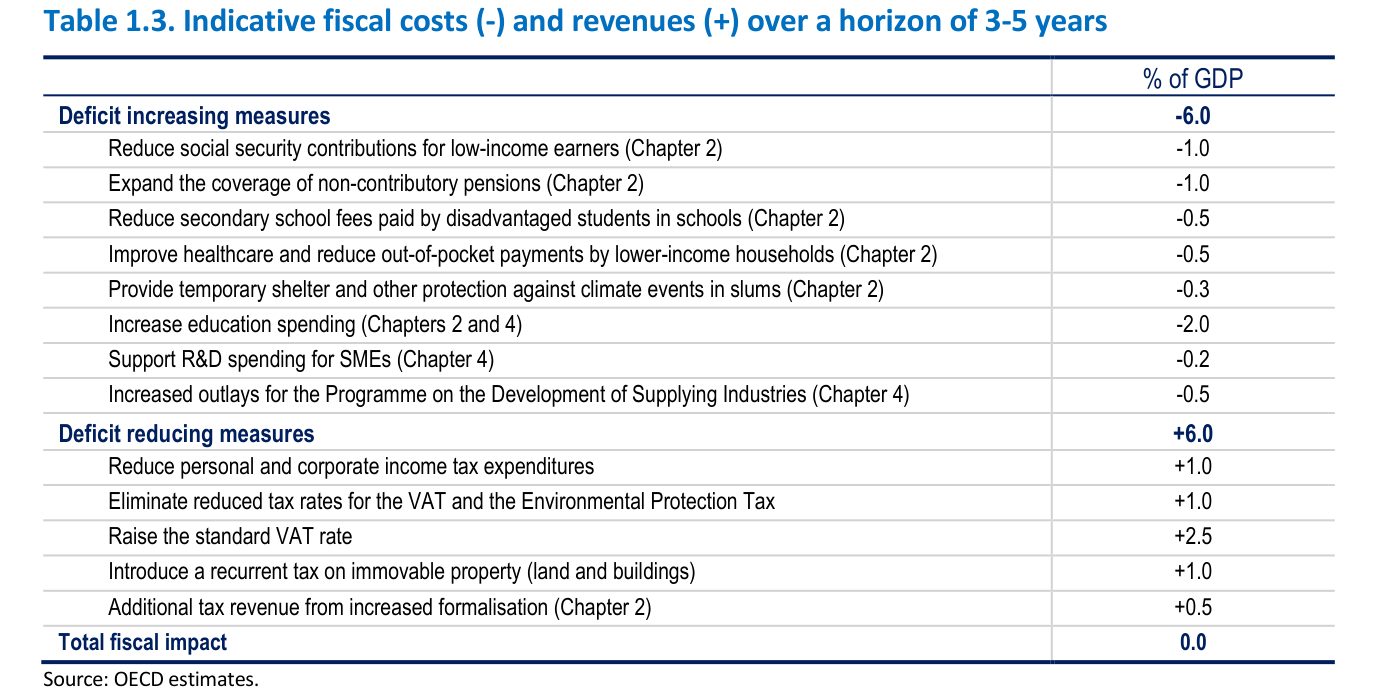 Table 1.3. Indicative fiscal costs (-) and revenues (+) over a horizon of 3-5 years
% of GDP
Deficit increasing measures -6.0
Reduce social security contributions for low-income earners (Chapter 2) -1.0
Expand the coverage of non-contributory pensions (Chapter 2) -1.0
Reduce secondary school fees paid by disadvantaged students in schools (Chapter 2) -0.5
Improve healthcare and reduce out-of-pocket payments by lower-income households (Chapter 2) -0.5
Provide temporary shelter and other protection against climate events in slums (Chapter 2) -0.3
Increase education spending (Chapters 2 and 4) -2.0
Support R&D spending for SMEs (Chapter 4) -0.2
Increased outlays for the Programme on the Development of Supplying Industries (Chapter 4) -0.5
Deficit reducing measures +6.0
Reduce personal and corporate income tax expenditures +1.0
Eliminate reduced tax rates for the VAT and the Environmental Protection Tax +1.0
Raise the standard VAT rate +2.5
Introduce a recurrent tax on immovable property (land and buildings) +1.0
Additional tax revenue from increased formalisation (Chapter 2) +0.5
Total fiscal impact 0.0
Source: OECD estimates.